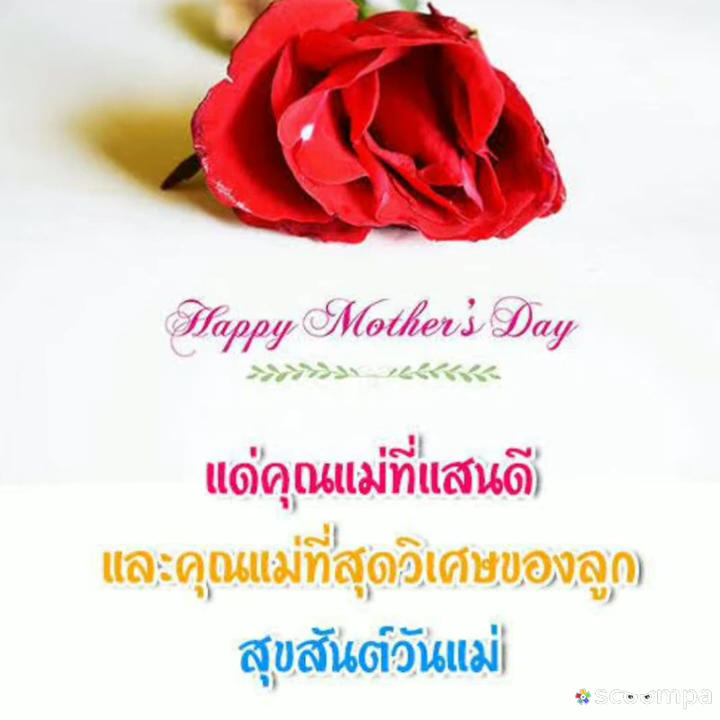 Happy Mother's Day
แด่คุณแม่ที่แสนดี
และคุณแม่ที่สุดวิเศษของลูก
สุขสันต์วันแม่
scoompa